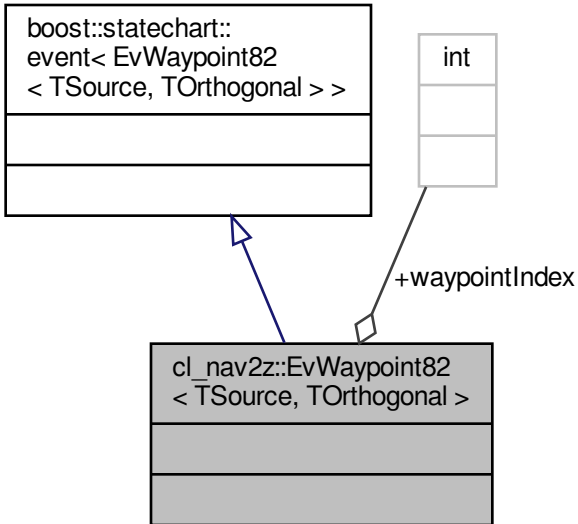 boost::statechart::
event< EvWaypoint82
< TSource, TOrthogonal > >
int
+waypointIndex
cl_nav2z::EvWaypoint82
< TSource, TOrthogonal >